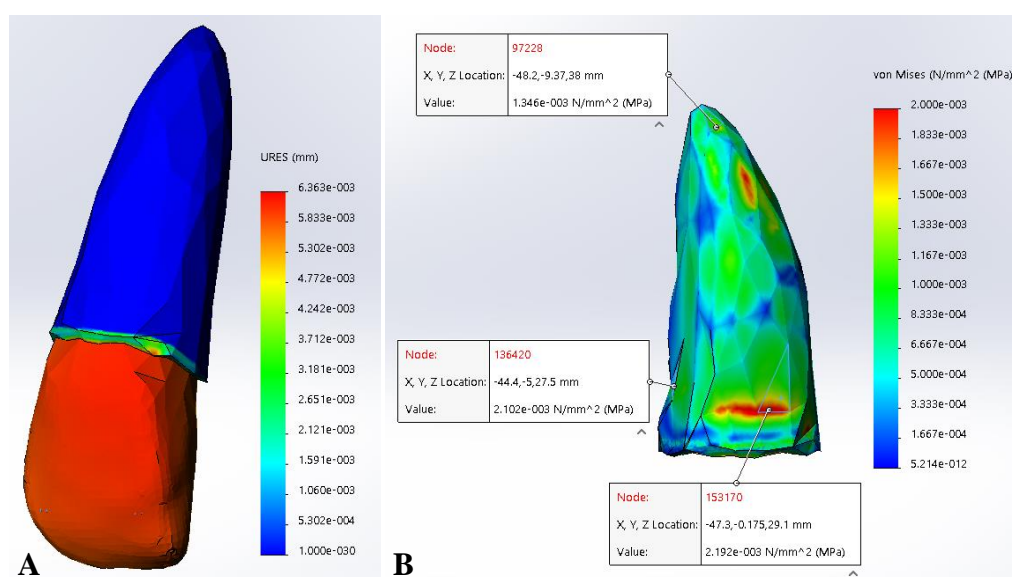 URES (mm)
6.363e-003
5.833e-003
5.302e-003
4.772e-003
4.242e-003
3.712e-003
3.181e-003
2.651e-003
2.121e-003
1.591e-003
1.060e-003
5.302e-004
1.000e-030
A
Node: 97228
X, Y, Z Location: -48.2,-9.37,38 mm
Value: 1.346e-003 N/mm^2 (MPa)
Node: 136420
X, Y, Z Location: -44.4,-5,27.5 mm
Value: 2.102e-003 N/mm^2 (MPa)
Node: 153170
X, Y, Z Location: -47.3,-0.175,29.1 mm
Value: 2.192e-003 N/mm^2 (MPa)
von Mises (N/mm^2 (MPa)
2.000e-003
1.833e-003
1.667e-003
1.500e-003
1.333e-003
1.167e-003
1.000e-003
8.333e-004
6.667e-004
5.000e-004
3.333e-004
1.667e-004
5.214e-012
B